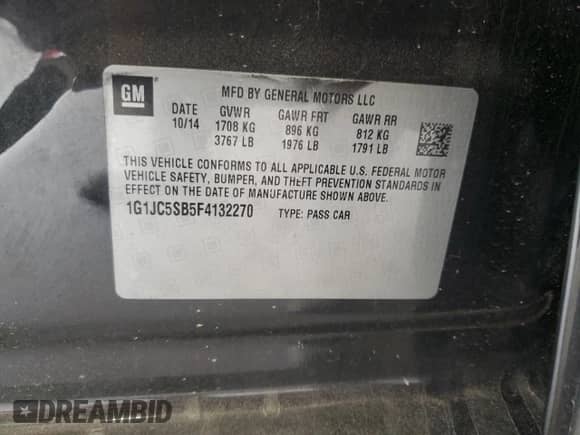 GM
MFD BY GENERAL MOTORS LLC
DATE GVWR GAWR FRT GAWR RR
10/14 1708 KG 896 KG 812 KG
3767 LB 1976 LB 1791 LB
THIS VEHICLE CONFORMS TO ALL APPLICABLE U.S. FEDERAL MOTOR
VEHICLE SAFETY, BUMPER, AND THEFT PREVENTION STANDARDS IN
EFFECT ON THE DATE OF MANUFACTURE SHOWN ABOVE.
1G1JC5SB5F4132270 TYPE: PASS CAR
DREAMBID